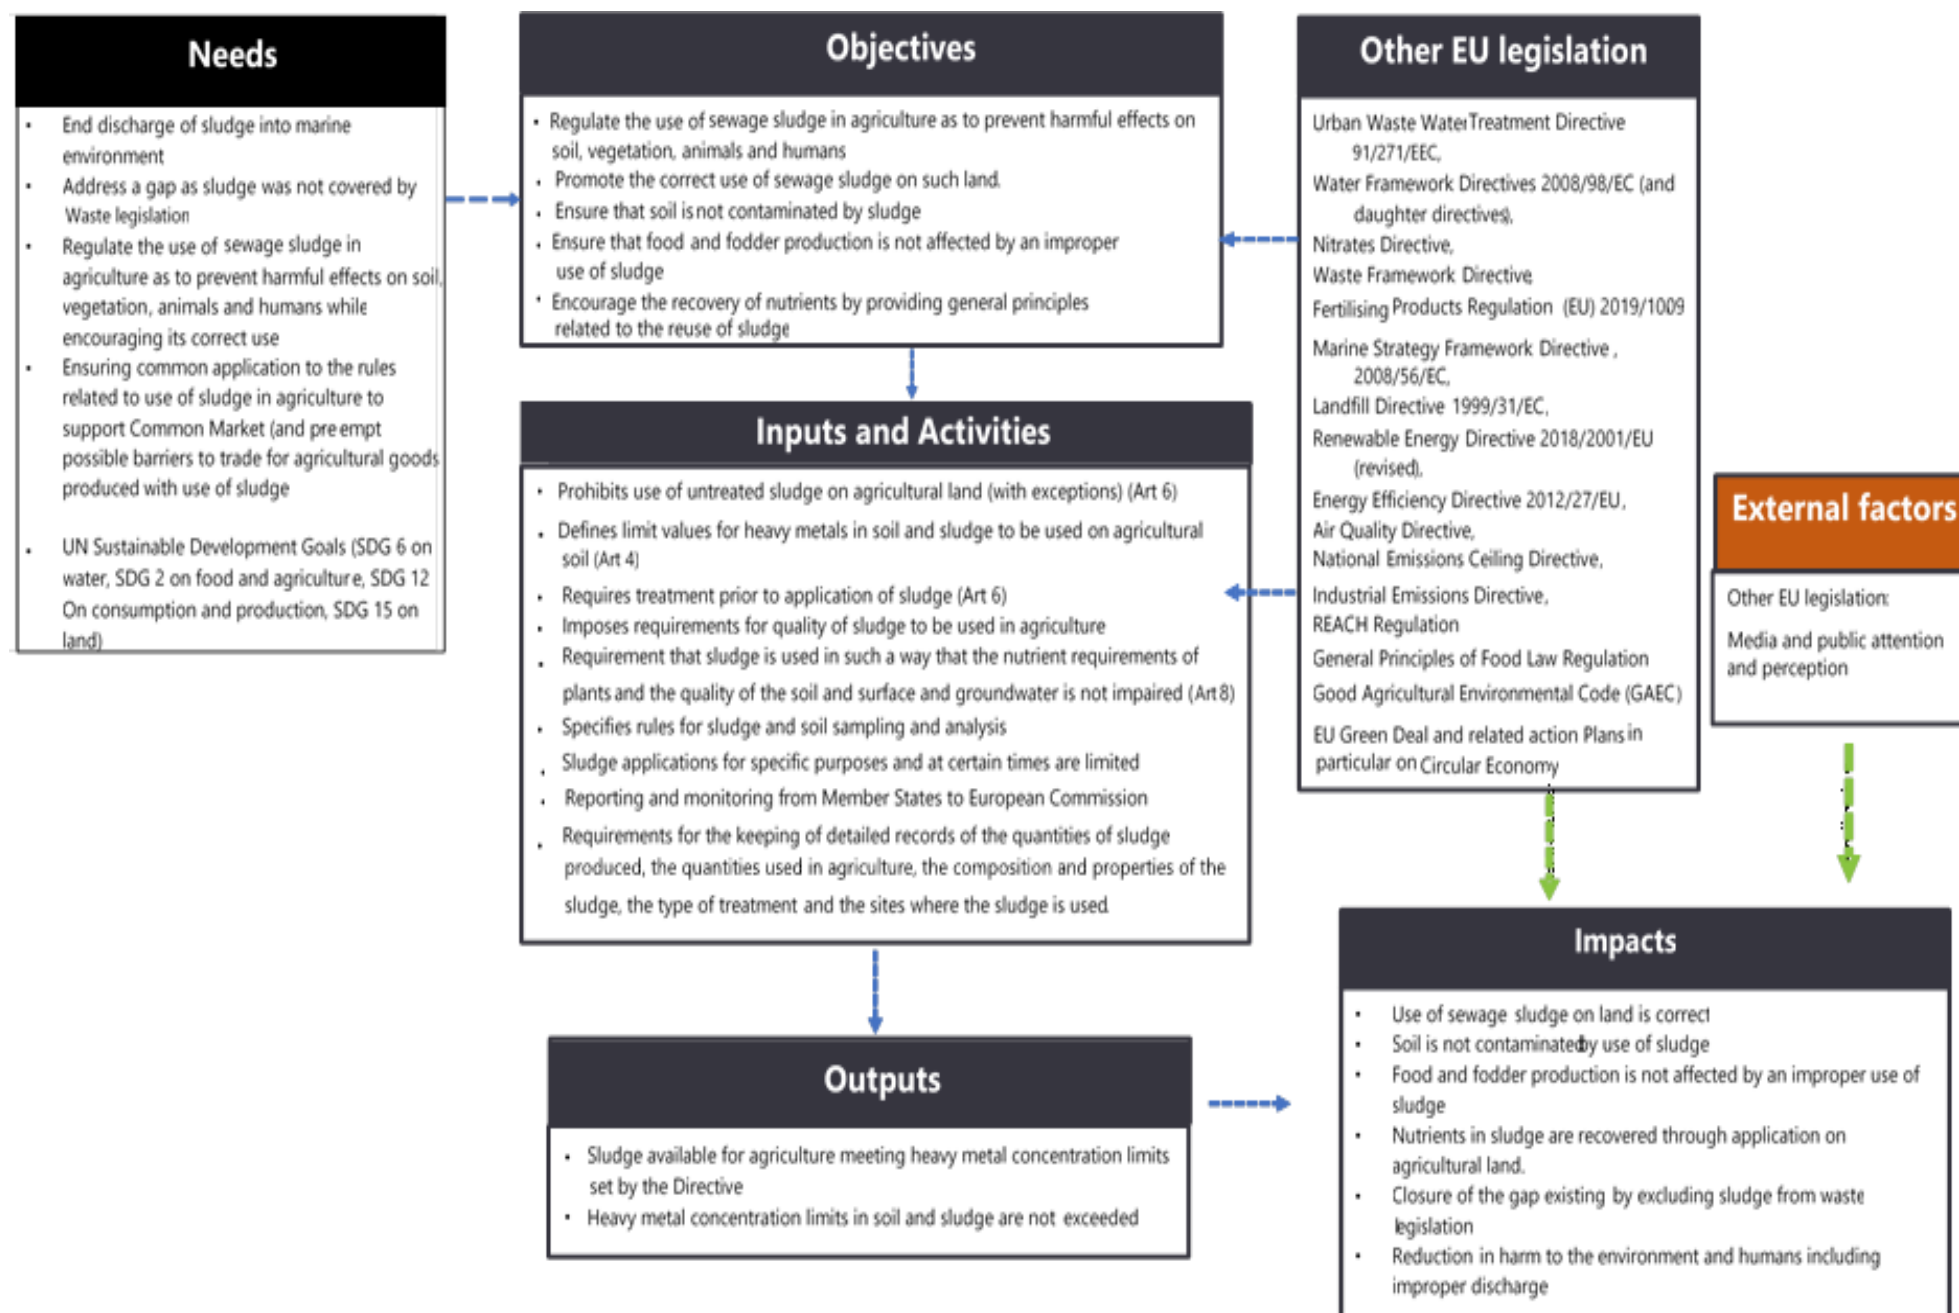 Needs
• End discharge of sludge into marine
environment
• Address a gap as sludge was not covered by
Waste legislation
• Regulate the use of sewage sludge in
agriculture as to prevent harmful effects on soil,
vegetation, animals and humans while
encouraging its correct use
• Ensuring common application to the rules
related to use of sludge in agriculture to
support Common Market (and pre empt
possible barriers to trade for agricultural goods
produced with use of sludge
• UN Sustainable Development Goals (SDG 6 on
water, SDG 2 on food and agriculture, SDG 12
On consumption and production, SDG 15 on
land)
Objectives
• Regulate the use of sewage sludge in agriculture as to prevent harmful effects on
soil, vegetation, animals and humans
• Promote the correct use of sewage sludge on such land.
• Ensure that soil is not contaminated by sludge
• Ensure that food and fodder production is not affected by an improper
use of sludge
• Encourage the recovery of nutrients by providing general principles
related to the reuse of sludge
Inputs and Activities
• Prohibits use of untreated sludge on agricultural land (with exceptions) (Art 6)
• Defines limit values for heavy metals in soil and sludge to be used on agricultural
soil (Art 4)
• Requires treatment prior to application of sludge (Art 6)
• Imposes requirements for quality of sludge to be used in agriculture
• Requirement that sludge is used in such a way that the nutrient requirements of
plants and the quality of the soil and surface and groundwater is not impaired (Art 8)
• Specifies rules for sludge and soil sampling and analysis
• Sludge applications for specific purposes and at certain times are limited
• Reporting and monitoring from Member States to European Commission
• Requirements for the keeping of detailed records of the quantities of sludge
produced, the quantities used in agriculture, the composition and properties of the
sludge, the type of treatment and the sites where the sludge is used.
Outputs
• Sludge available for agriculture meeting heavy metal concentration limits
set by the Directive
• Heavy metal concentration limits in soil and sludge are not exceeded
Other EU legislation
Urban Waste Water Treatment Directive
91/271/EEC,
Water Framework Directives 2008/98/EC (and
daughter directives),
Nitrates Directive,
Waste Framework Directive,
Fertilising Products Regulation (EU) 2019/1009
Marine Strategy Framework Directive ,
2008/56/EC,
Landfill Directive 1999/31/EC,
Renewable Energy Directive 2018/2001/EU
(revised),
Energy Efficiency Directive 2012/27/EU,
Air Quality Directive,
National Emissions Ceiling Directive,
Industrial Emissions Directive,
REACH Regulation
General Principles of Food Law Regulation
Good Agricultural Environmental Code (GAEC)
EU Green Deal and related action Plans in
particular on Circular Economy
External factors
Other EU legislation:
Media and public attention
and perception
Impacts
• Use of sewage sludge on land is correct
• Soil is not contaminated by use of sludge
• Food and fodder production is not affected by an improper use of
sludge
• Nutrients in sludge are recovered through application on
agricultural land.
• Closure of the gap existing by excluding sludge from waste
legislation
• Reduction in harm to the environment and humans including
improper discharge